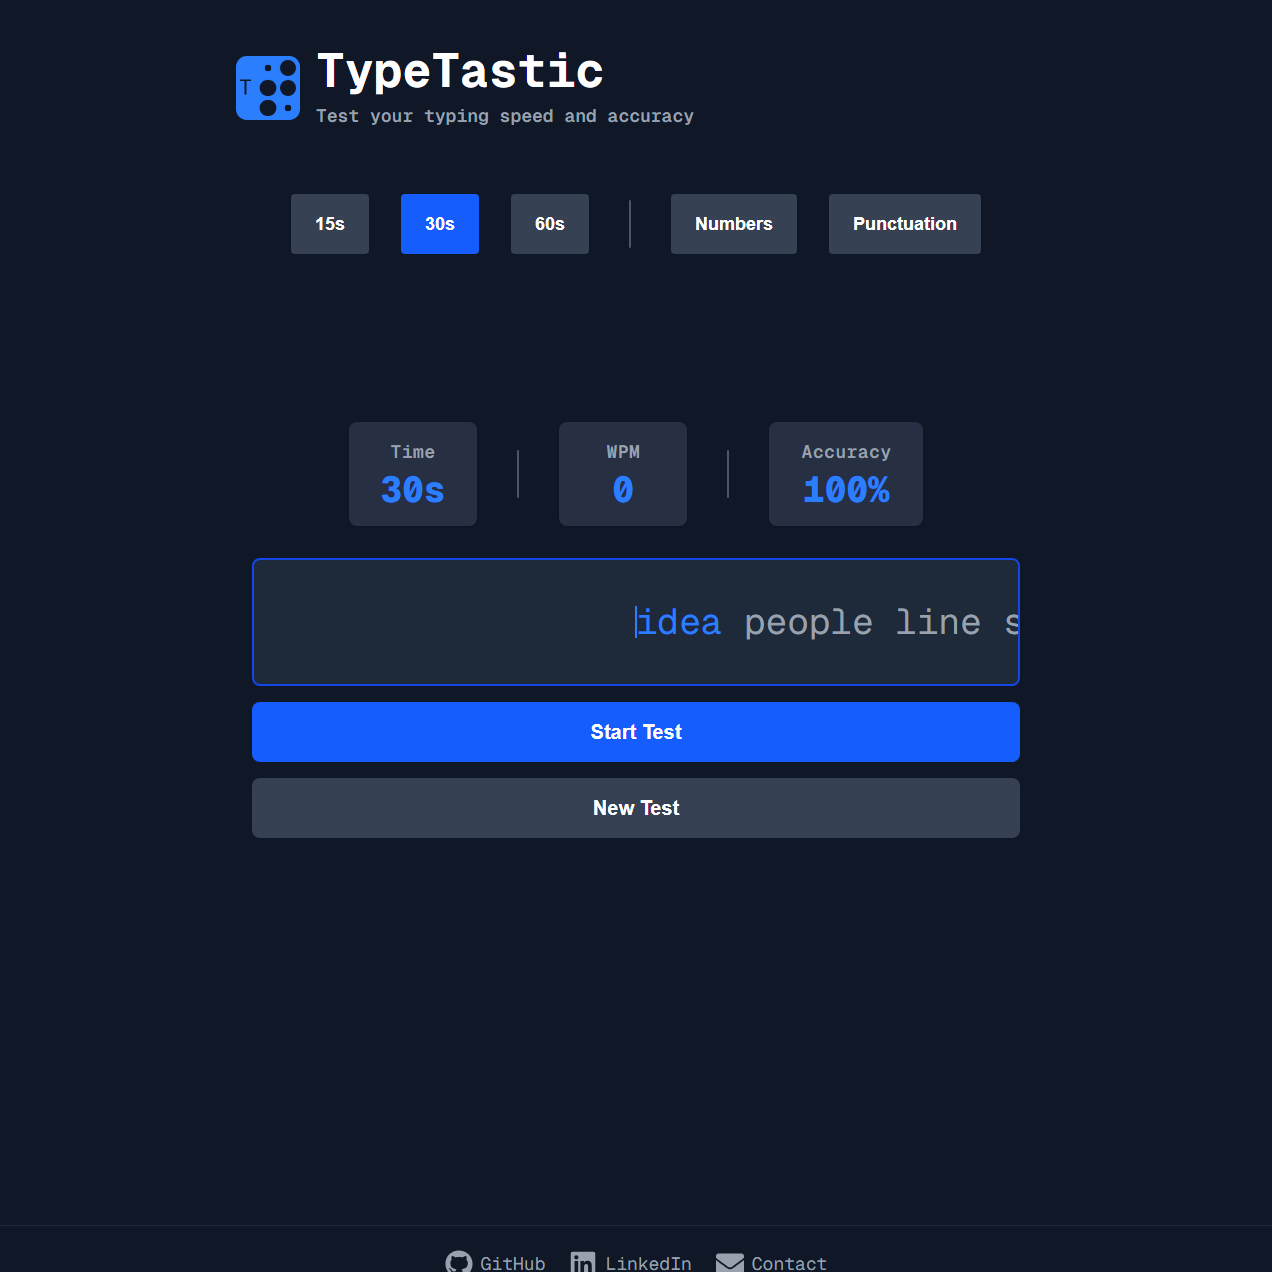 T
TypeTastic
Test your typing speed and accuracy
15s 30s 60s Numbers Punctuation
Time WPM Accuracy
30s 0 100%
idea people line s
Start Test
New Test
GitHub LinkedIn Contact